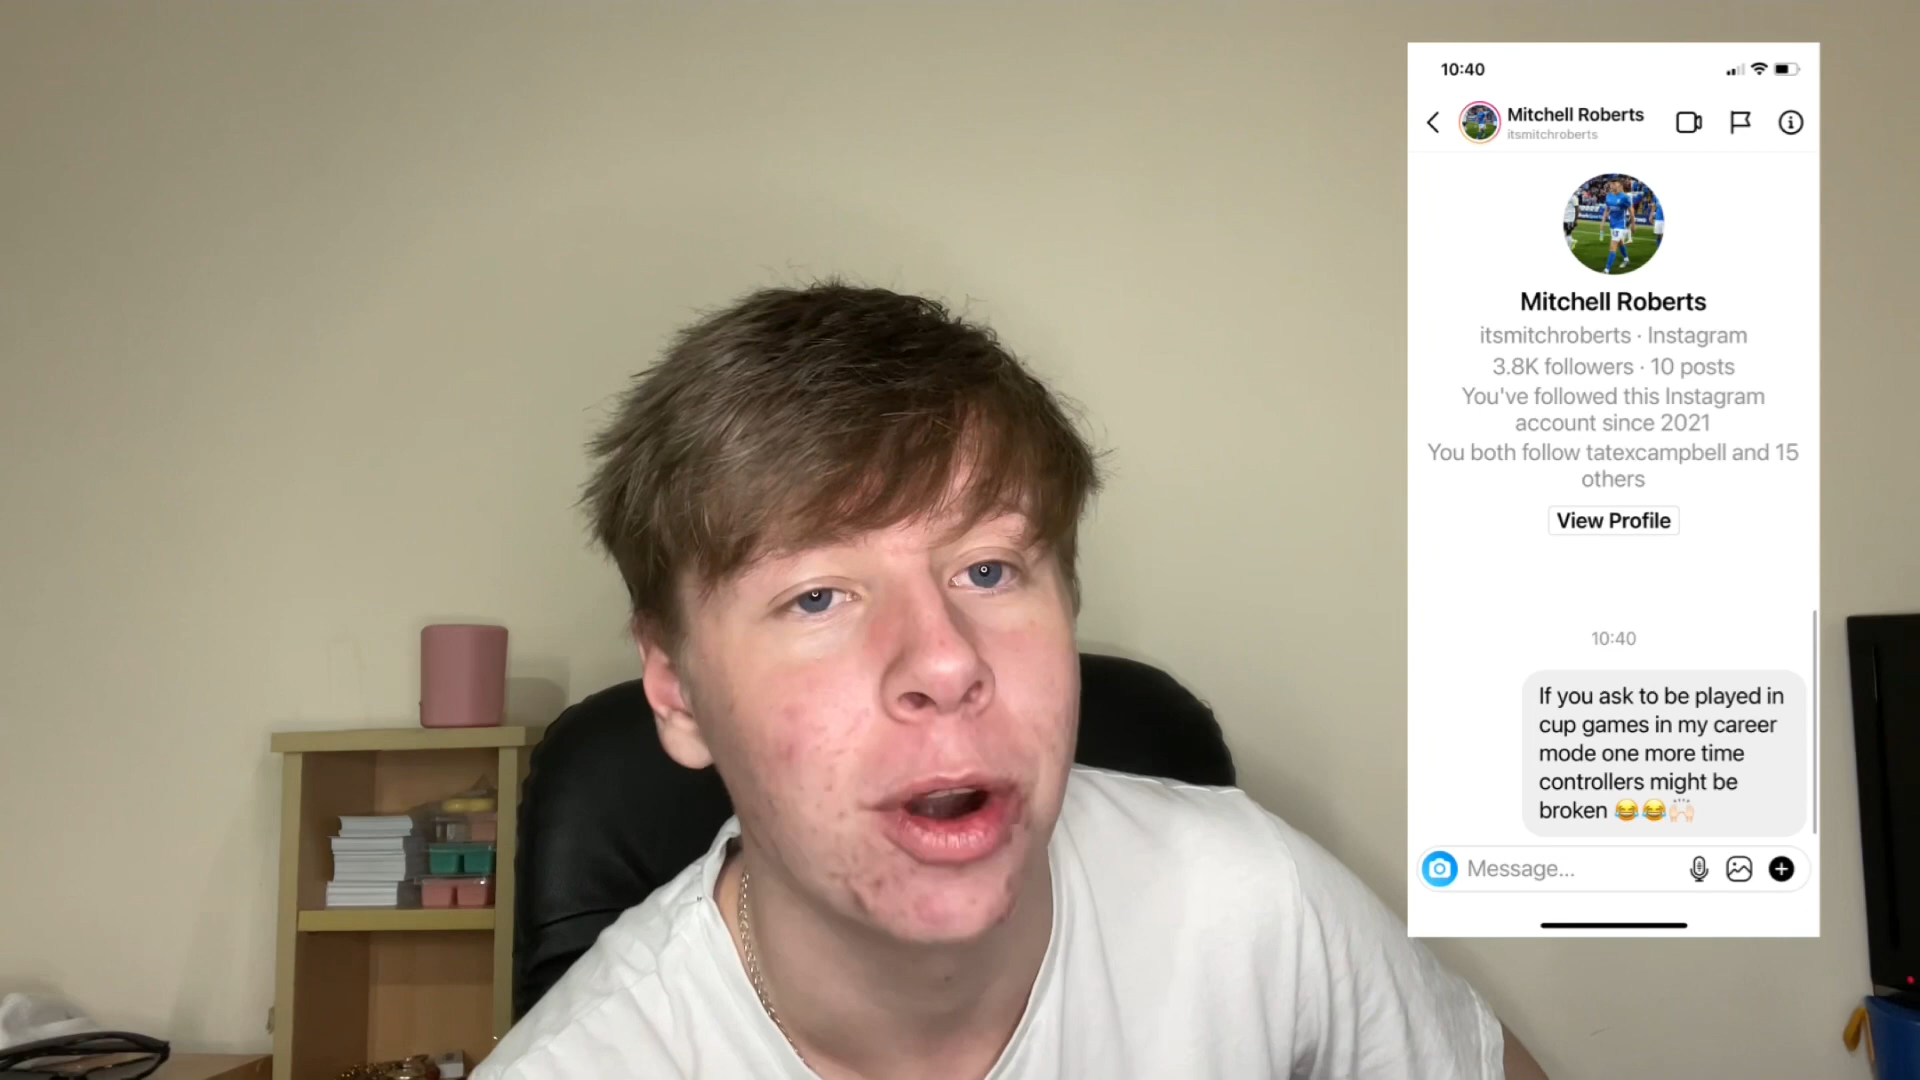 10:40
Mitchell Roberts
itsmitchroberts
Mitchell Roberts
itsmitchroberts · Instagram
3.8K followers · 10 posts
You've followed this Instagram
account since 2021
You both follow tatexcampbell and 15
others
View Profile
10:40
If you ask to be played in
cup games in my career
mode one more time
controllers might be
broken 😂😂🙌🏻
Message...